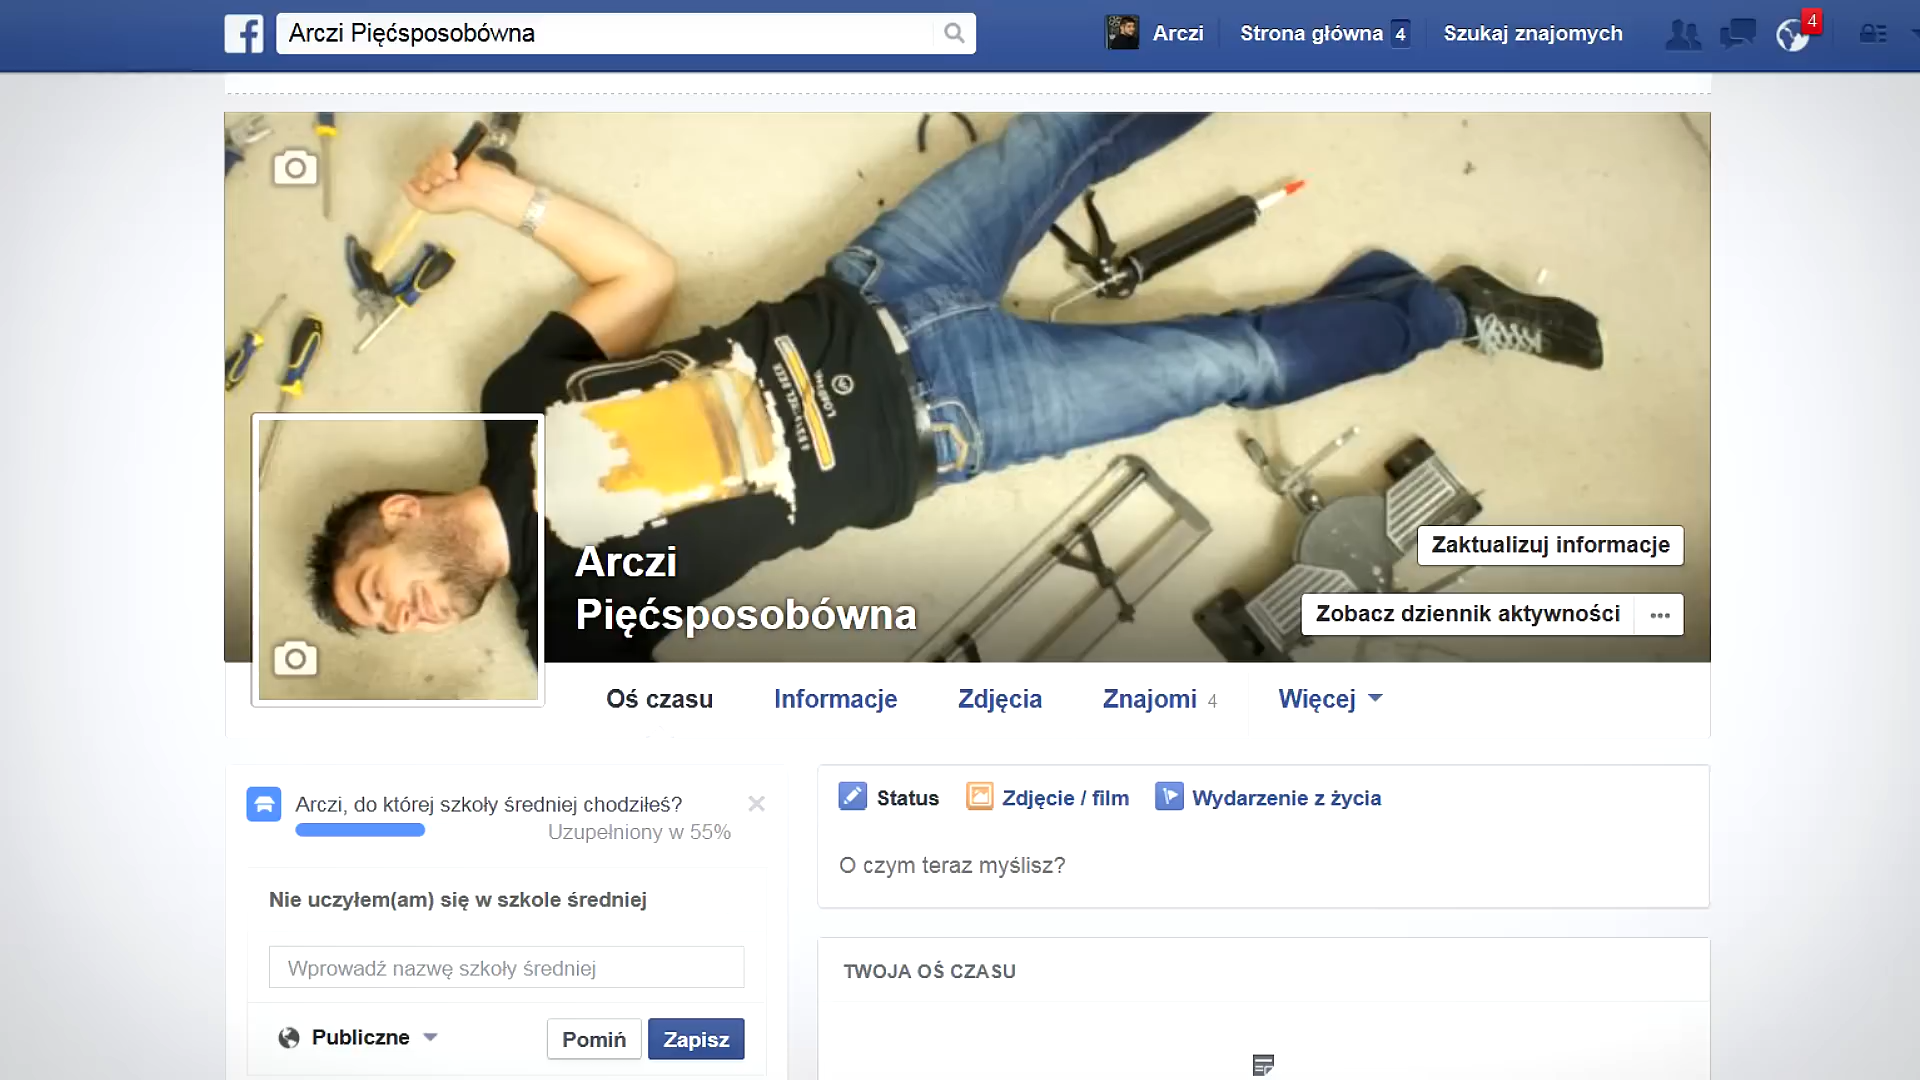 Arczi Pięćsposobówna
Arczi
Strona główna 4
Szukaj znajomych
4
Arczi
Pięćsposobówna
Zaktualizuj informacje
Zobacz dziennik aktywności
Oś czasu
Informacje
Zdjęcia
Znajomi 4
Więcej
Arczi, do której szkoły średniej chodziłeś?
Uzupełniony w 55%
Nie uczyłem(am) się w szkole średniej
Wprowadź nazwę szkoły średniej
Publiczne
Pomiń
Zapisz
Status
Zdjęcie / film
Wydarzenie z życia
O czym teraz myślisz?
TWOJA OŚ CZASU